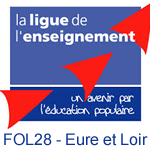 la ligue de
l'enseignement
un avenir par
l'éducation populaire
FOL28 - Eure et Loir